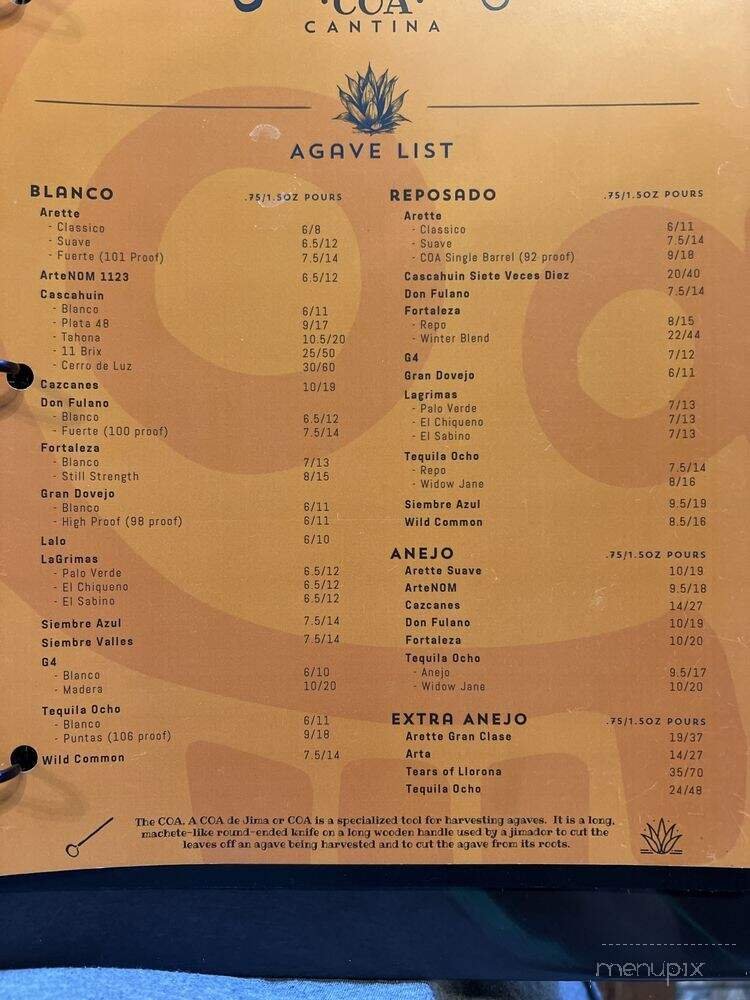 COA
CANTINA
AGAVE LIST
BLANCO .75/1.5OZ POURS
Arette
- Classico 6/8
- Suave 6.5/12
- Fuerte (101 Proof) 7.5/14
ArteNOM 1123 6.5/12
Cascahuin
- Blanco 6/11
- Plata 48 9/17
- Tahona 10.5/20
- 11 Brix 25/50
- Cerro de Luz 30/60
Cazcanes 10/19
Don Fulano
- Blanco 6.5/12
- Fuerte (100 proof) 7.5/14
Fortaleza
- Blanco 7/13
- Still Strength 8/15
Gran Dovejo
- Blanco 6/11
- High Proof (98 proof) 6/11
Lalo 6/10
LaGrimas
- Palo Verde 6.5/12
- El Chiqueno 6.5/12
- El Sabino 6.5/12
Siembre Azul 7.5/14
Siembre Valles 7.5/14
G4
- Blanco 6/10
- Madera 10/20
Tequila Ocho
- Blanco 6/11
- Puntas (106 proof) 9/18
Wild Common 7.5/14
REPOSADO .75/1.5OZ POURS
Arette
- Classico 6/11
- Suave 7.5/14
- COA Single Barrel (92 proof) 9/18
Cascahuin Siete Veces Diez 20/40
Don Fulano 7.5/14
Fortaleza
- Repo 8/15
- Winter Blend 22/44
G4 7/12
Gran Dovejo 6/11
Lagrimas
- Palo Verde 7/13
- El Chiqueno 7/13
- El Sabino 7/13
Tequila Ocho
- Repo 7.5/14
- Widow Jane 8/16
Siembre Azul 9.5/19
Wild Common 8.5/16
ANEJO .75/1.5OZ POURS
Arette Suave 10/19
ArteNOM 9.5/18
Cazcanes 14/27
Don Fulano 10/19
Fortaleza 10/20
Tequila Ocho
- Anejo 9.5/17
- Widow Jane 10/20
EXTRA ANEJO .75/1.5OZ POURS
Arette Gran Clase 19/37
Arta 14/27
Tears of Llorona 35/70
Tequila Ocho 24/48
The COA. A COA de Jima or COA is a specialized tool for harvesting agaves. It is a long,
machete-like round-ended knife on a long wooden handle used by a jimador to cut the
leaves off an agave being harvested and to cut the agave from its roots.
menupix